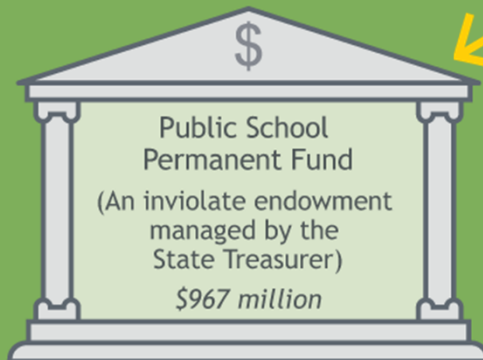 $
Public School
Permanent Fund
(An inviolate endowment
managed by the
State Treasurer)
$967 million